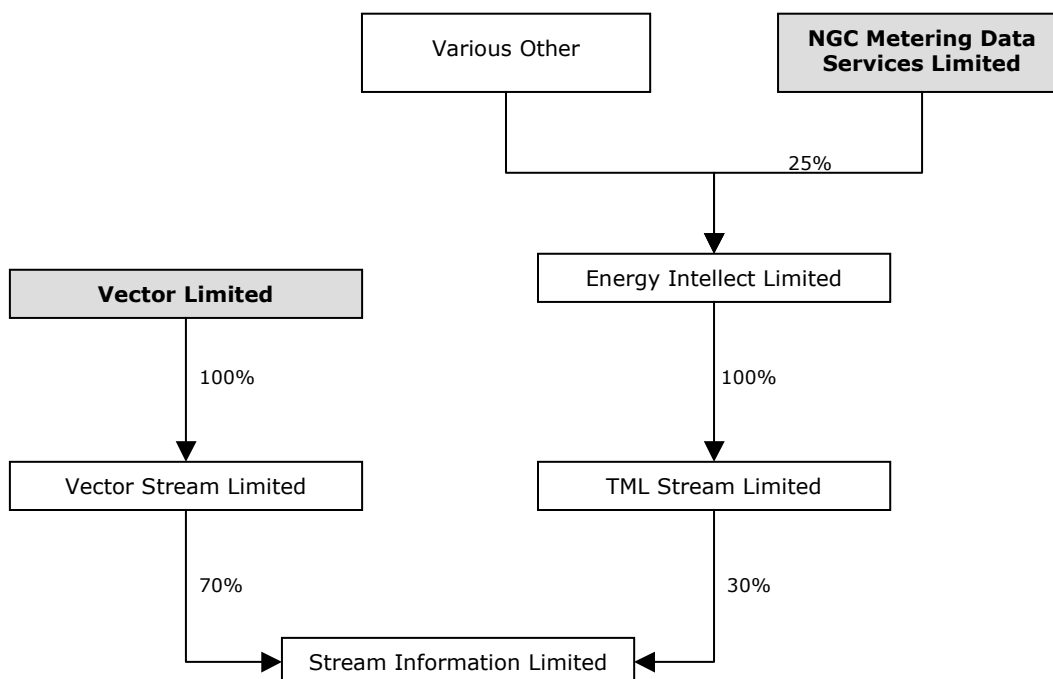 Various Other
NGC Metering Data
Services Limited
25%
Energy Intellect Limited
Vector Limited
100%
100%
Vector Stream Limited
TML Stream Limited
70%
30%
Stream Information Limited